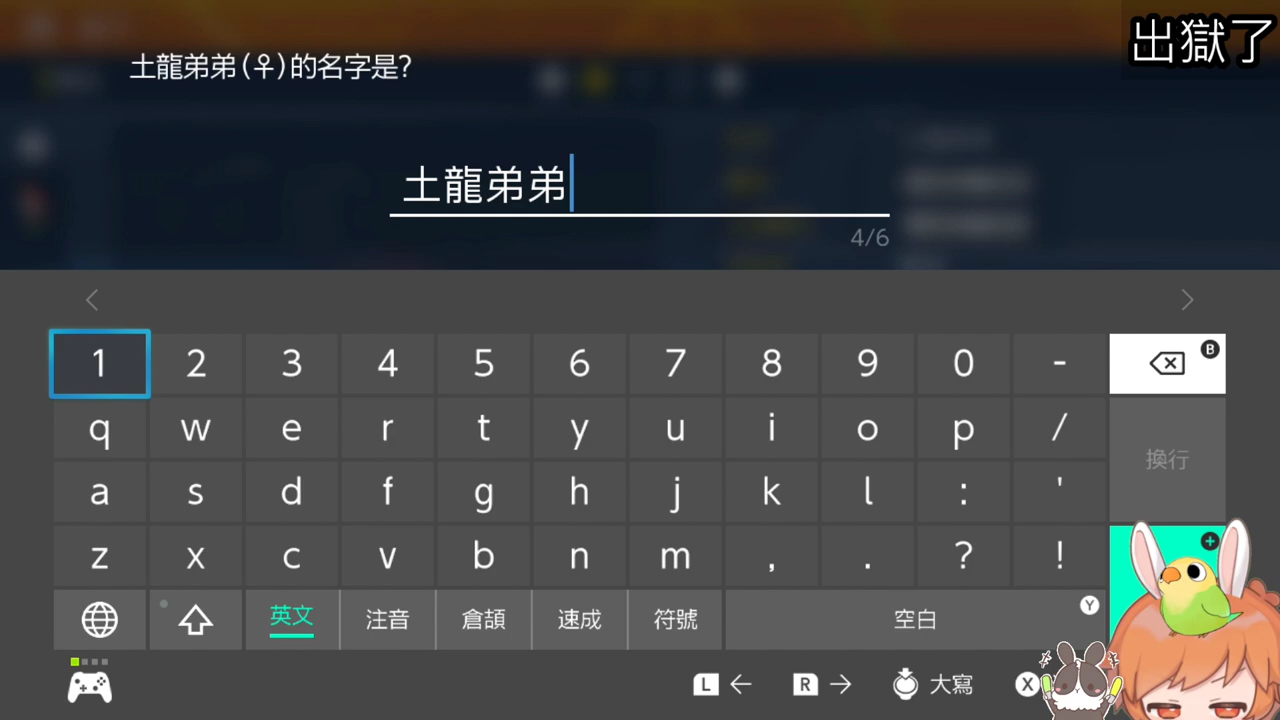 出獄了
土龍弟弟(♀)的名字是?
土龍弟弟
4/6
1 2 3 4 5 6 7 8 9 0 - B
q w e r t y u i o p /
換行
a s d f g h j k l : '
z x c v b n m , . ? !
英文 注音 倉頡 速成 符號 空白 Y
L ← R → 大寫 X